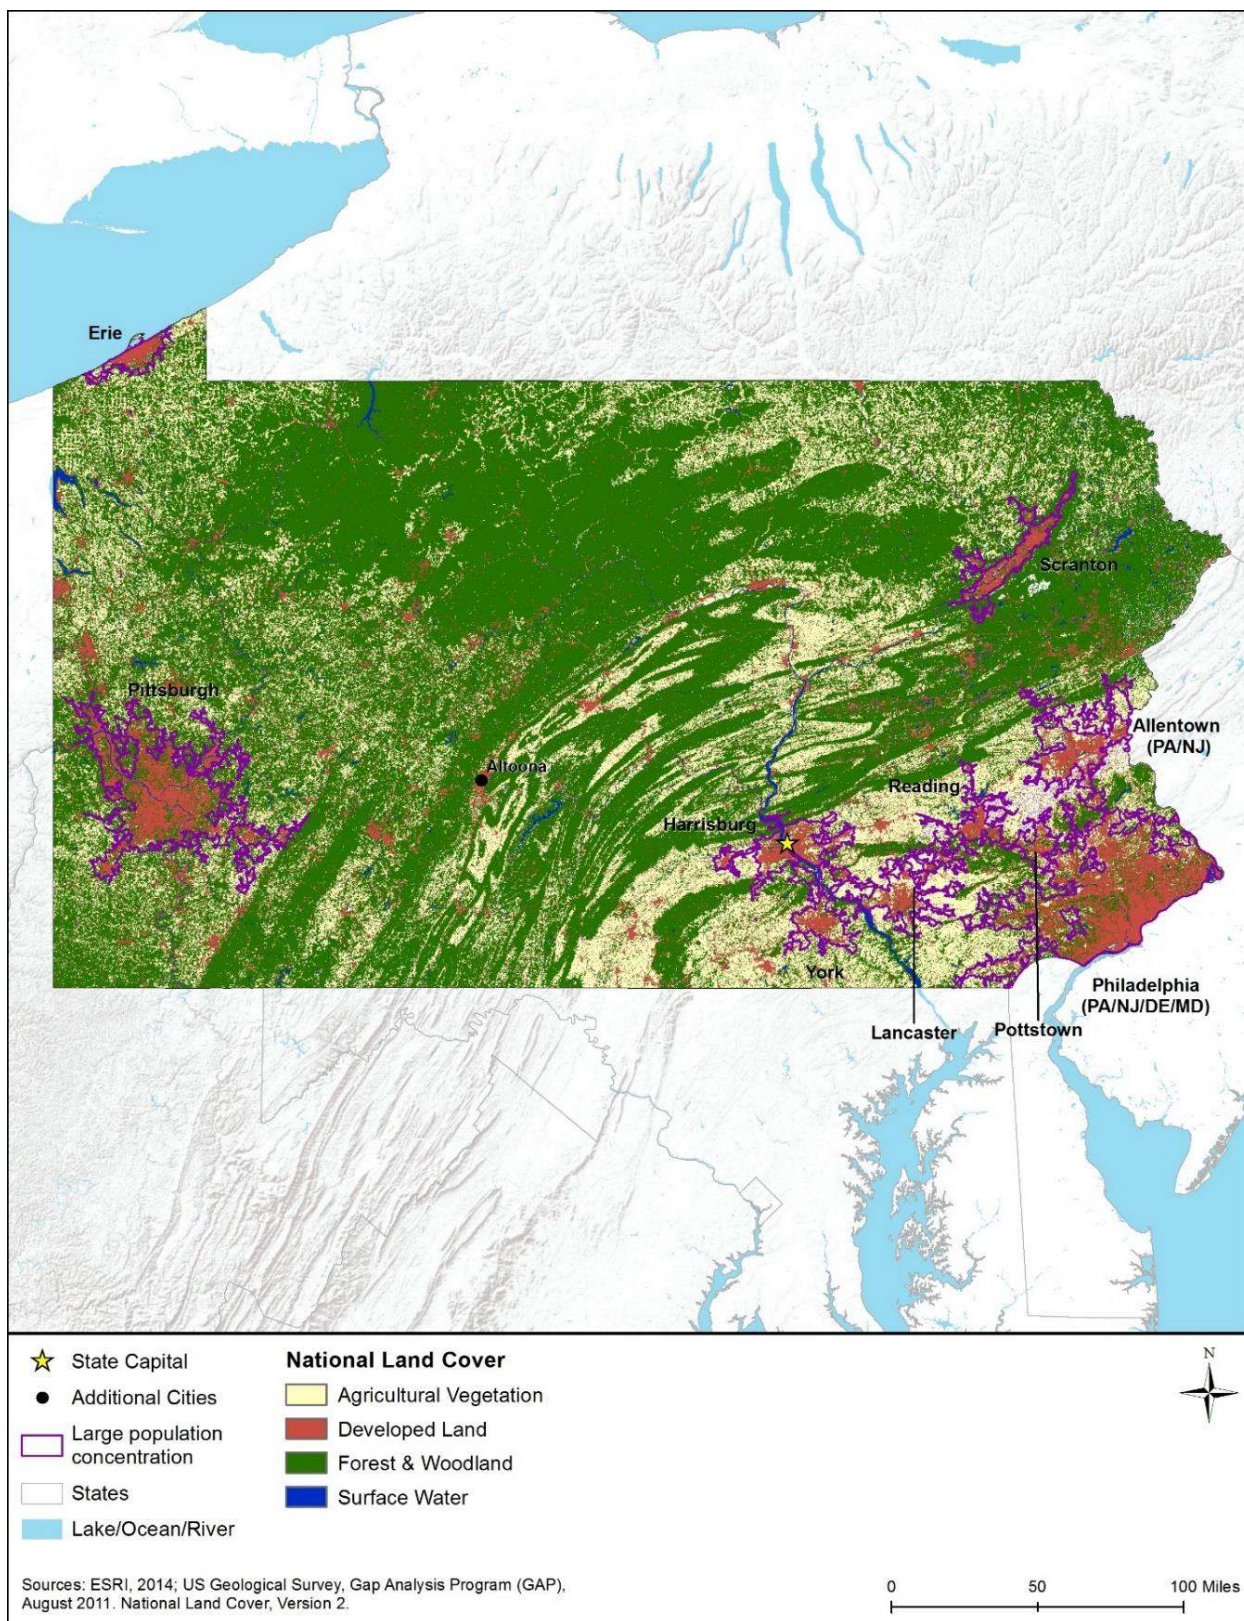 Erie
Scranton
Pittsburgh
Allentown
(PA/NJ)
Altoona
Reading
Harrisburg
York
Philadelphia
(PA/NJ/DE/MD)
Lancaster
Pottstown
State Capital
Additional Cities
Large population
concentration
States
Lake/Ocean/River
National Land Cover
Agricultural Vegetation
Developed Land
Forest & Woodland
Surface Water
N
Sources: ESRI, 2014; US Geological Survey, Gap Analysis Program (GAP),
August 2011. National Land Cover, Version 2.
0 50 100 Miles